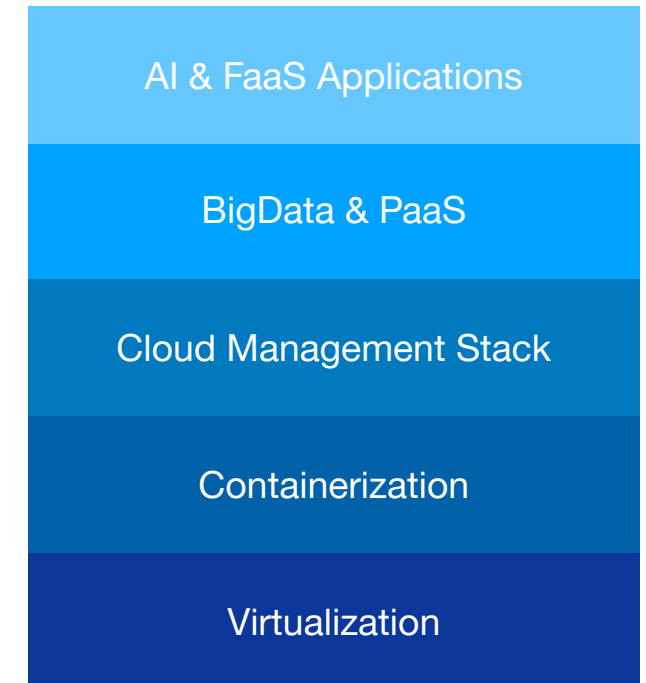 AI & FaaS Applications
BigData & PaaS
Cloud Management Stack
Containerization
Virtualization